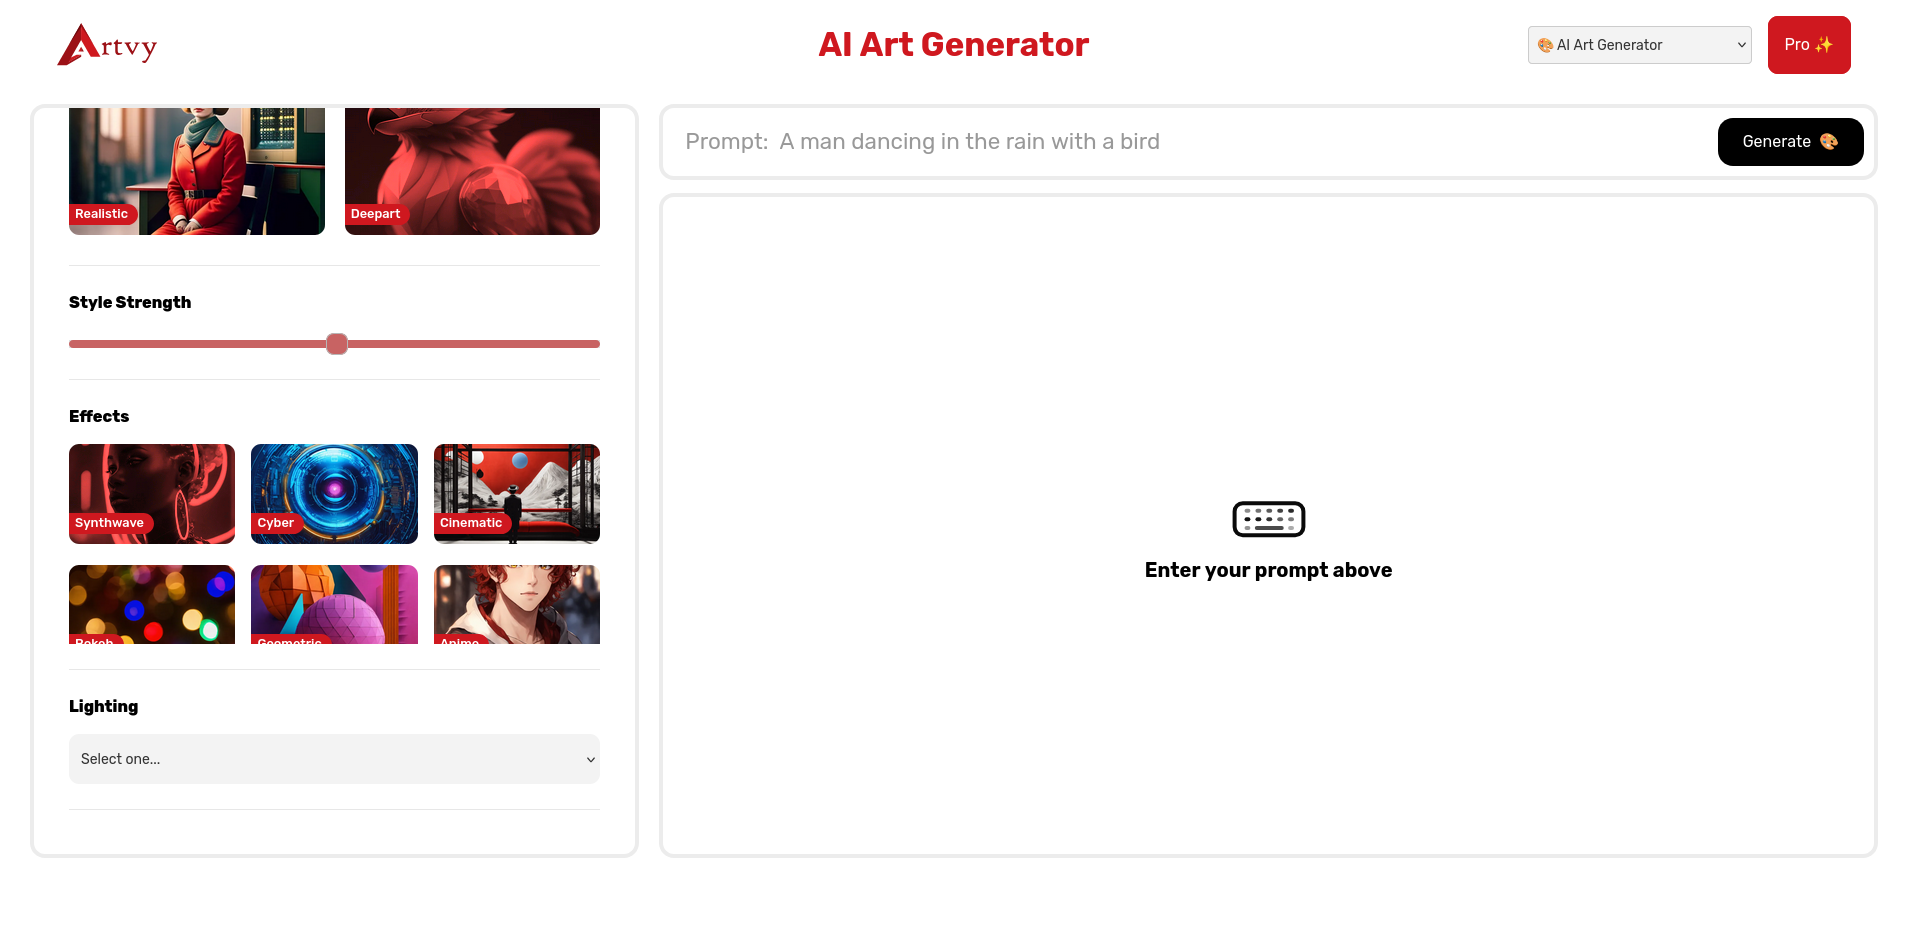 Artvy
AI Art Generator
🎨 AI Art Generator
Pro ✨
Realistic
Deepart
Style Strength
Effects
Synthwave
Cyber
Cinematic
Bokeh
Geometric
Anime
Lighting
Select one...
Prompt: A man dancing in the rain with a bird
Generate 🎨
Enter your prompt above